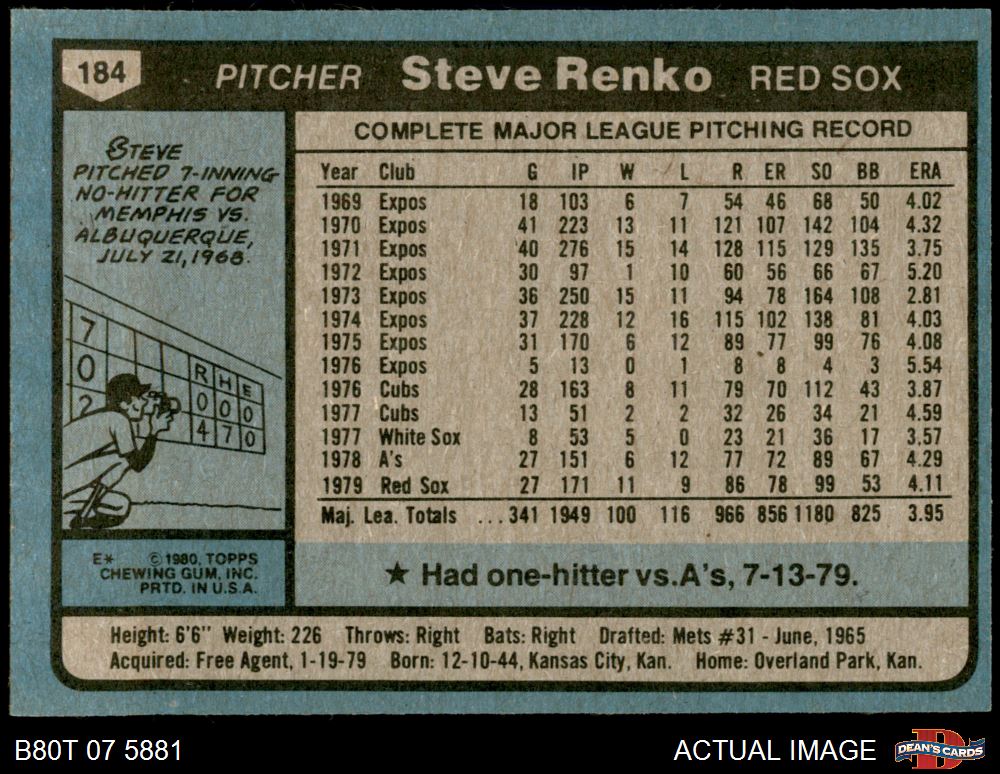 184 PITCHER Steve Renko RED SOX
STEVE
PITCHED 7-INNING
NO-HITTER FOR
MEMPHIS VS.
ALBUQUERQUE,
JULY 21, 1968.
7
0 R H E
2 0 0 0
4 7 0
E* © 1980, TOPPS
CHEWING GUM, INC.
PRTD. IN U.S.A.
COMPLETE MAJOR LEAGUE PITCHING RECORD
Year Club G IP W L R ER SO BB ERA
1969 Expos 18 103 6 7 54 46 68 50 4.02
1970 Expos 41 223 13 11 121 107 142 104 4.32
1971 Expos 40 276 15 14 128 115 129 135 3.75
1972 Expos 30 97 1 10 60 56 66 67 5.20
1973 Expos 36 250 15 11 94 78 164 108 2.81
1974 Expos 37 228 12 16 115 102 138 81 4.03
1975 Expos 31 170 6 12 89 77 99 76 4.08
1976 Expos 5 13 0 1 8 8 4 3 5.54
1976 Cubs 28 163 8 11 79 70 112 43 3.87
1977 Cubs 13 51 2 2 32 26 34 21 4.59
1977 White Sox 8 53 5 0 23 21 36 17 3.57
1978 A's 27 151 6 12 77 72 89 67 4.29
1979 Red Sox 27 171 11 9 86 78 99 53 4.11
Maj. Lea. Totals ...341 1949 100 116 966 856 1180 825 3.95
★ Had one-hitter vs.A's, 7-13-79.
Height: 6'6" Weight: 226 Throws: Right Bats: Right Drafted: Mets #31 - June, 1965
Acquired: Free Agent, 1-19-79 Born: 12-10-44, Kansas City, Kan. Home: Overland Park, Kan.
B80T 07 5881 ACTUAL IMAGE DEAN'S CARDS